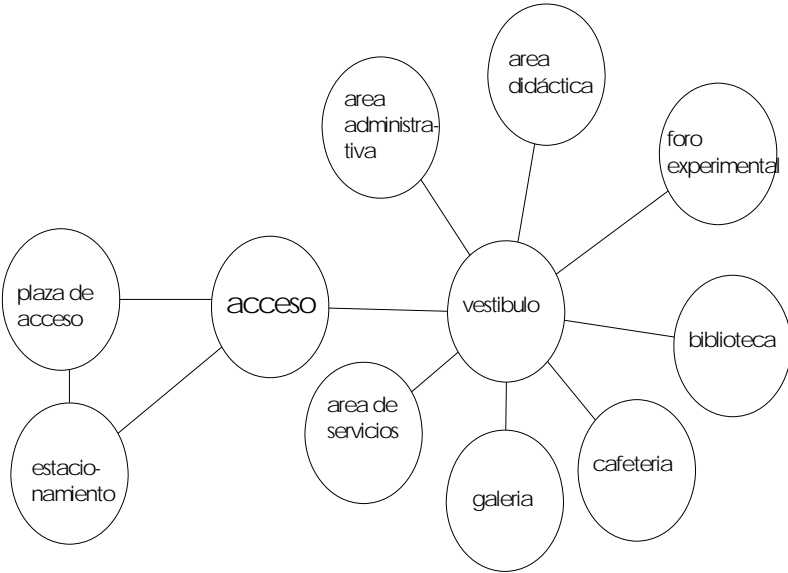 area
didáctica
area
administra-
tiva
foro
experimental
plaza de
acceso
acceso
vestibulo
biblioteca
area de
servicios
estacio-
namiento
galeria
cafeteria